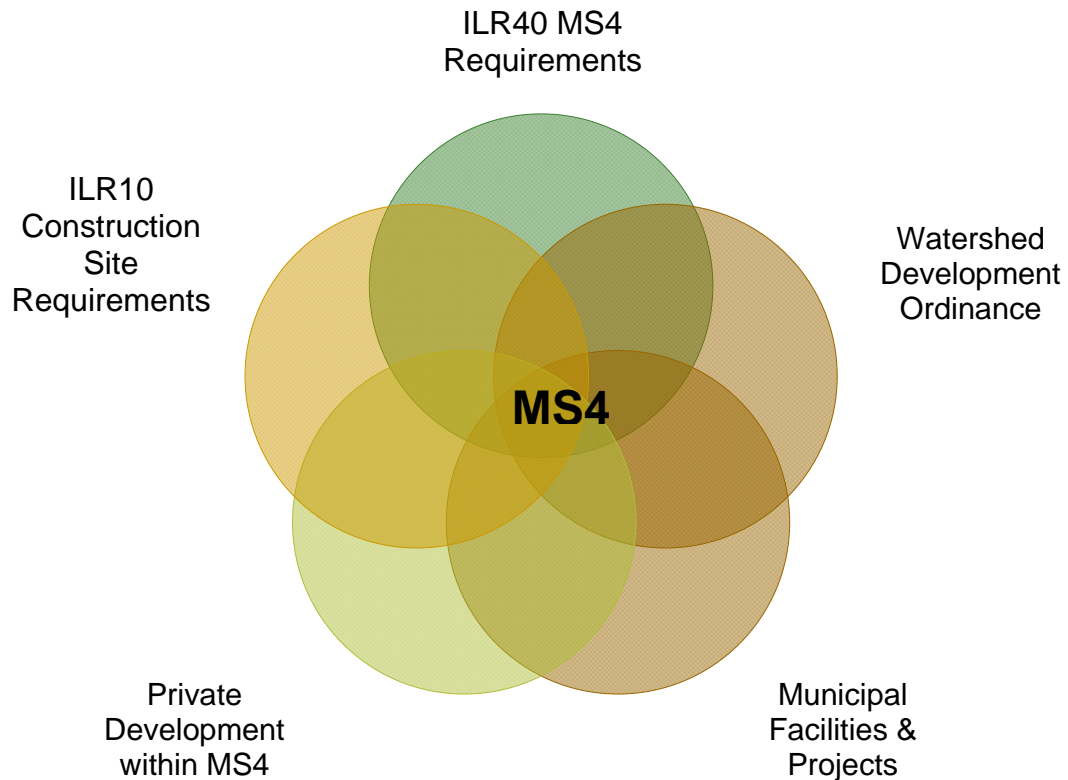 ILR40 MS4
Requirements
ILR10
Construction
Site
Requirements
Watershed
Development
Ordinance
MS4
Private
Development
within MS4
Municipal
Facilities &
Projects